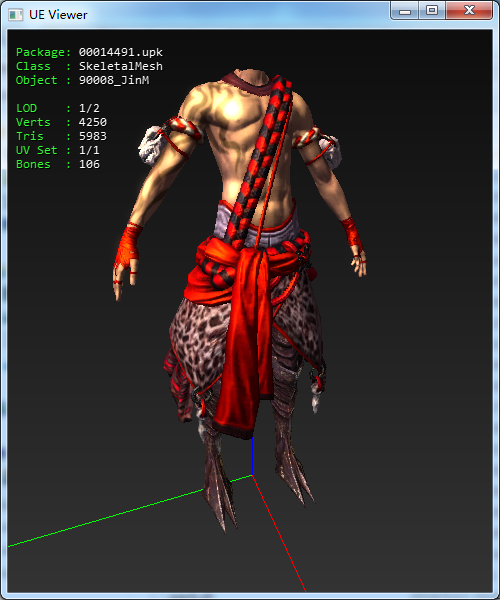 UE Viewer
Package: 00014491.upk
Class : SkeletalMesh
Object : 90008_JinM
LOD : 1/2
Verts : 4250
Tris : 5983
UV Set : 1/1
Bones : 106